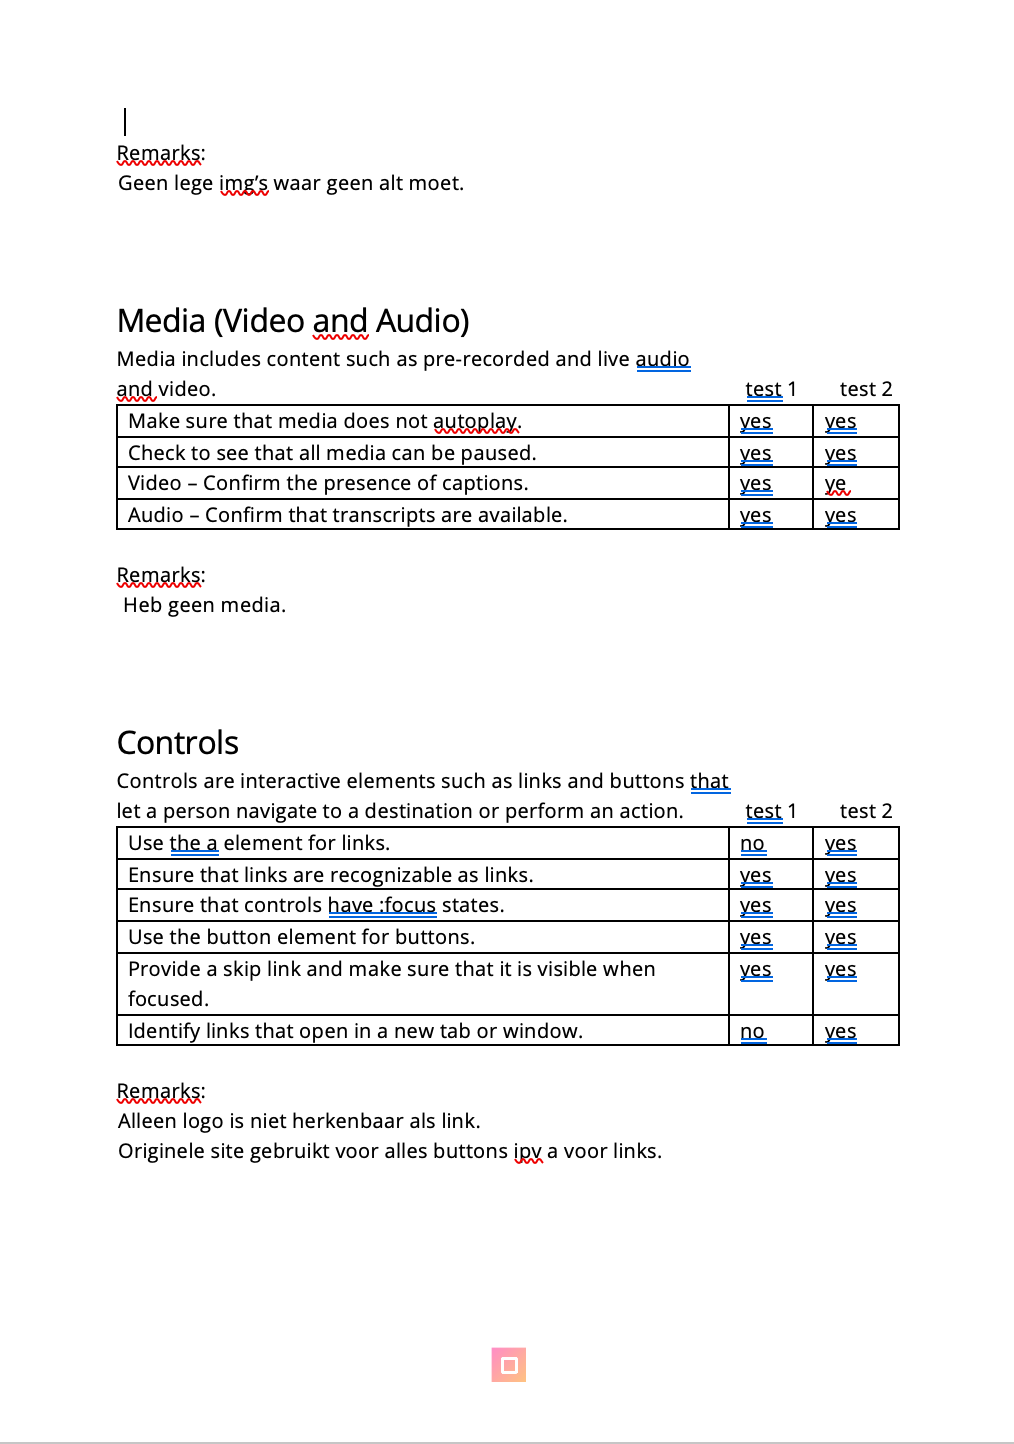 Remarks:
Geen lege img's waar geen alt moet.
Media (Video and Audio)
Media includes content such as pre-recorded and live audio
and video. test 1 test 2
Make sure that media does not autoplay. yes yes
Check to see that all media can be paused. yes yes
Video – Confirm the presence of captions. yes ye
Audio – Confirm that transcripts are available. yes yes
Remarks:
Heb geen media.
Controls
Controls are interactive elements such as links and buttons that
let a person navigate to a destination or perform an action. test 1 test 2
Use the a element for links. no yes
Ensure that links are recognizable as links. yes yes
Ensure that controls have :focus states. yes yes
Use the button element for buttons. yes yes
Provide a skip link and make sure that it is visible when yes yes
focused.
Identify links that open in a new tab or window. no yes
Remarks:
Alleen logo is niet herkenbaar als link.
Originele site gebruikt voor alles buttons ipv a voor links.